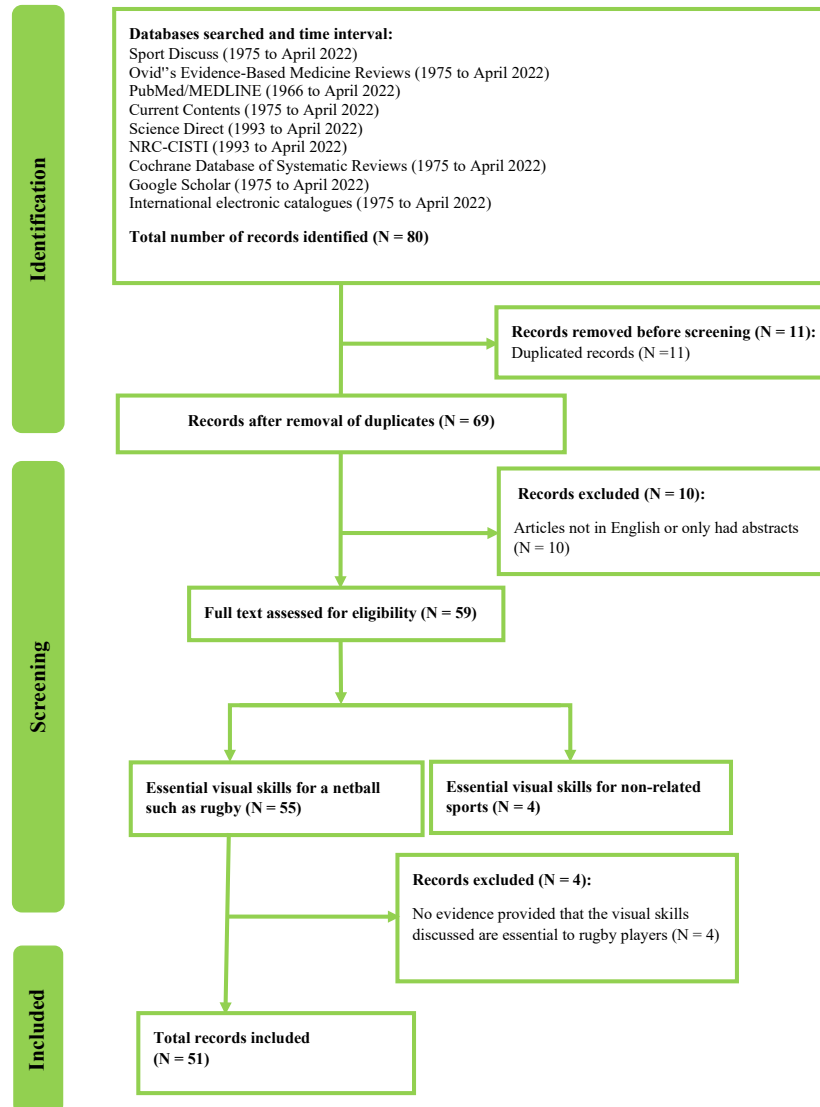 Identification
Databases searched and time interval:
Sport Discuss (1975 to April 2022)
Ovid'’s Evidence-Based Medicine Reviews (1975 to April 2022)
PubMed/MEDLINE (1966 to April 2022)
Current Contents (1975 to April 2022)
Science Direct (1993 to April 2022)
NRC-CISTI (1993 to April 2022)
Cochrane Database of Systematic Reviews (1975 to April 2022)
Google Scholar (1975 to April 2022)
International electronic catalogues (1975 to April 2022)
Total number of records identified (N = 80)
Records removed before screening (N = 11):
Duplicated records (N =11)
Records after removal of duplicates (N = 69)
Screening
Records excluded (N = 10):
Articles not in English or only had abstracts
(N = 10)
Full text assessed for eligibility (N = 59)
Essential visual skills for a netball
such as rugby (N = 55)
Essential visual skills for non-related
sports (N = 4)
Records excluded (N = 4):
No evidence provided that the visual skills
discussed are essential to rugby players (N = 4)
Included
Total records included
(N = 51)